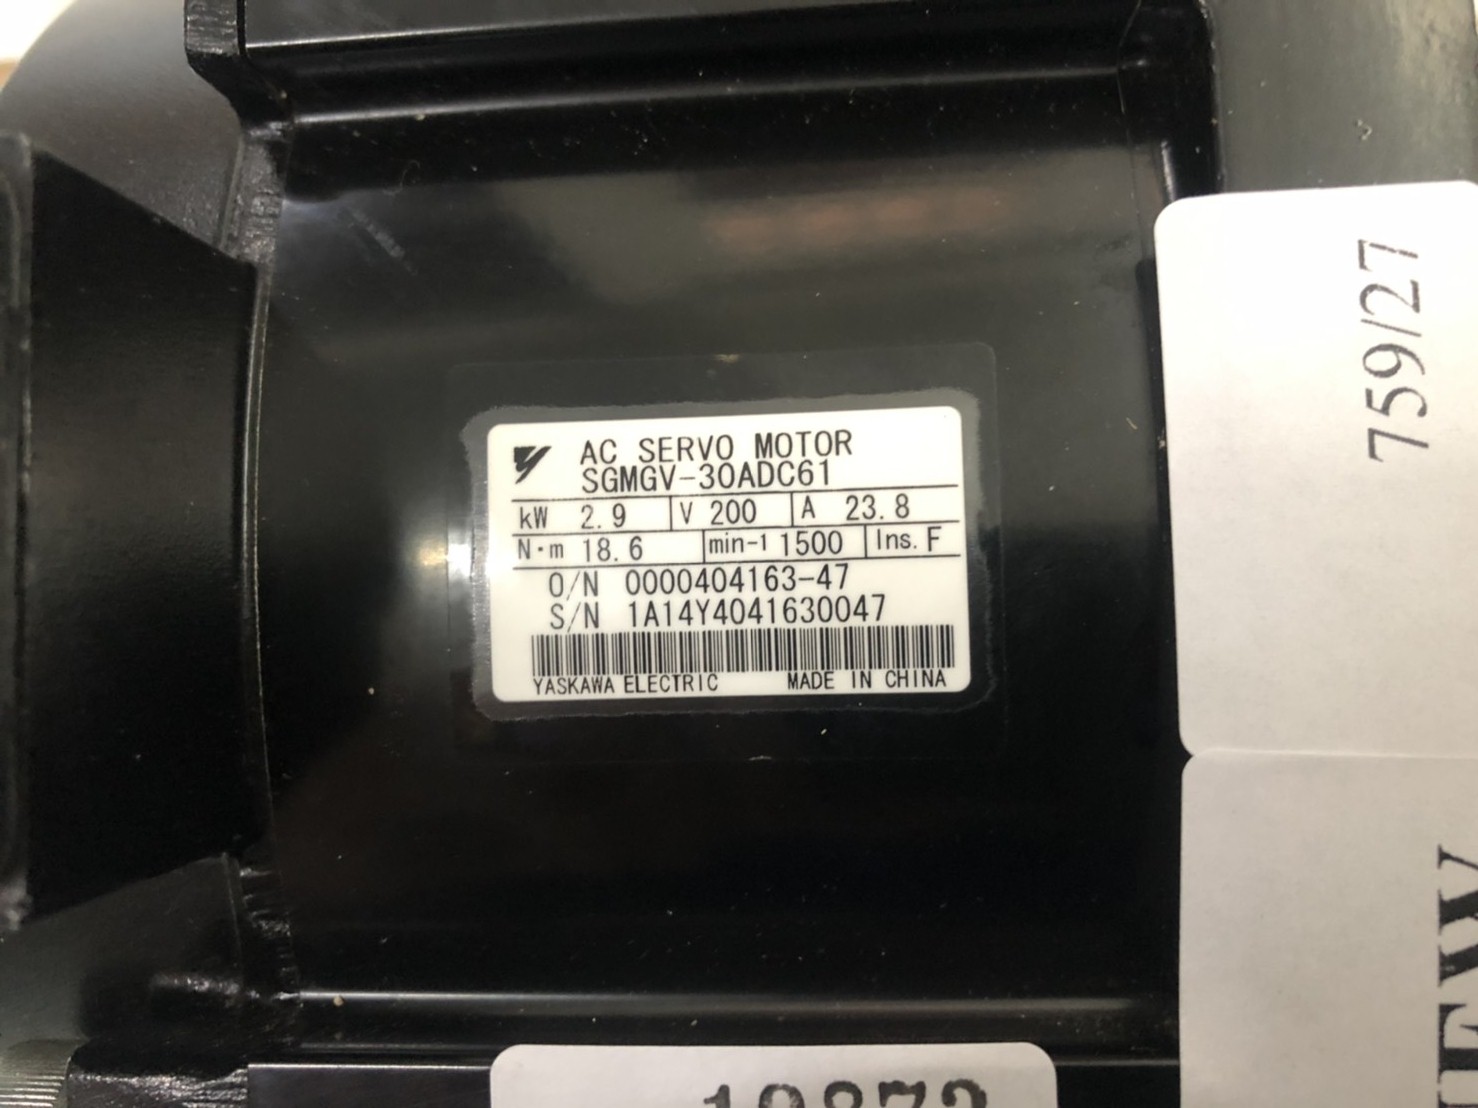 AC SERVO MOTOR
SGMGV-30ADC61
kW 2.9 V 200 A 23.8
N·m 18.6 min-1 1500 Ins. F
O/N 0000404163-47
S/N 1A14Y4041630047
YASKAWA ELECTRIC MADE IN CHINA
759/27